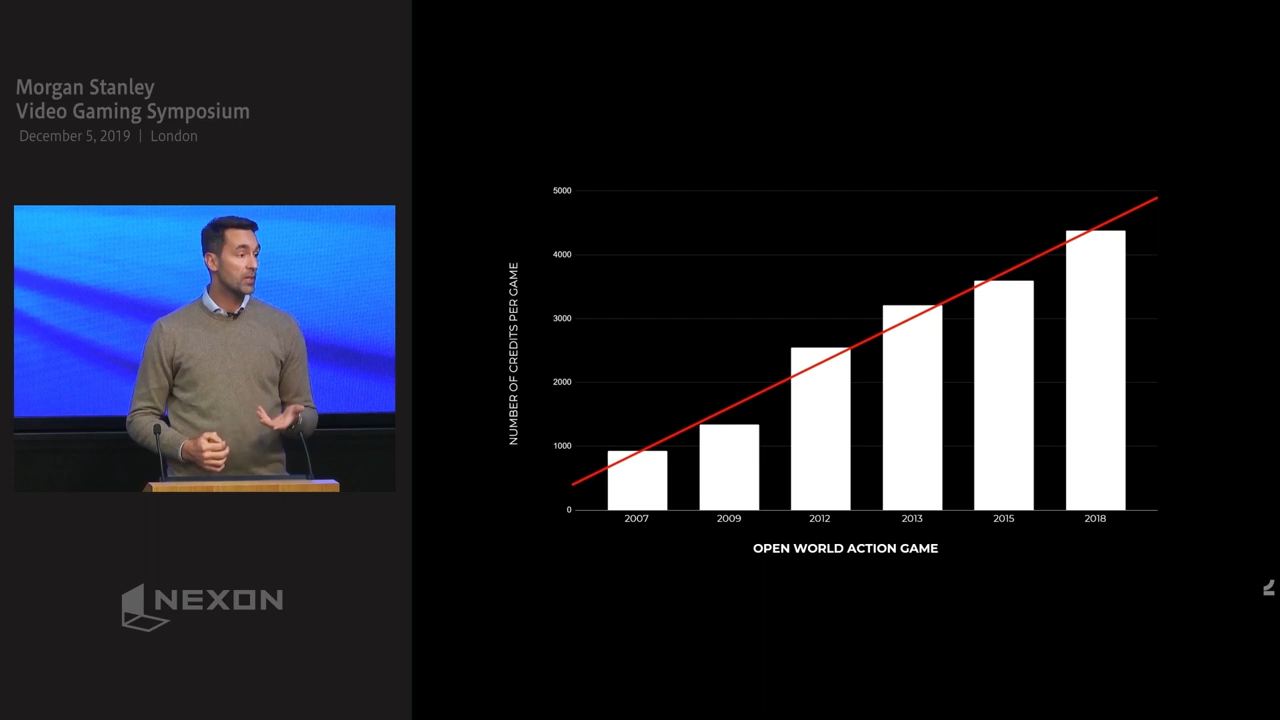 Morgan Stanley
Video Gaming Symposium
December 5, 2019 | London
NEXON
NUMBER OF CREDITS PER GAME
5000
4000
3000
2000
1000
0
2007 2009 2012 2013 2015 2018
OPEN WORLD ACTION GAME